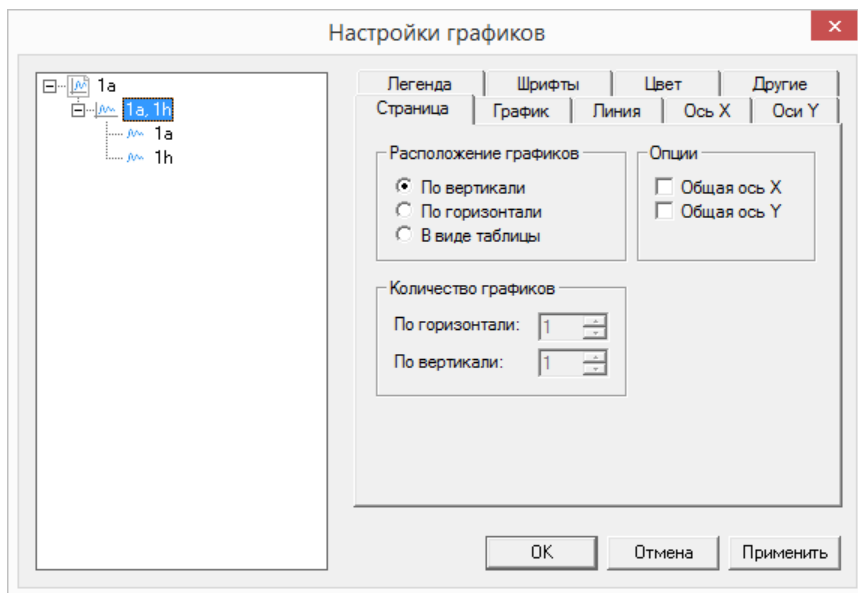 Настройки графиков
1a
1a, 1h
1a
1h
Легенда Шрифты Цвет Другие
Страница График Линия Ось X Оси Y
Расположение графиков
По вертикали
По горизонтали
В виде таблицы
Опции
Общая ось X
Общая ось Y
Количество графиков
По горизонтали: 1
По вертикали: 1
OK Отмена Применить